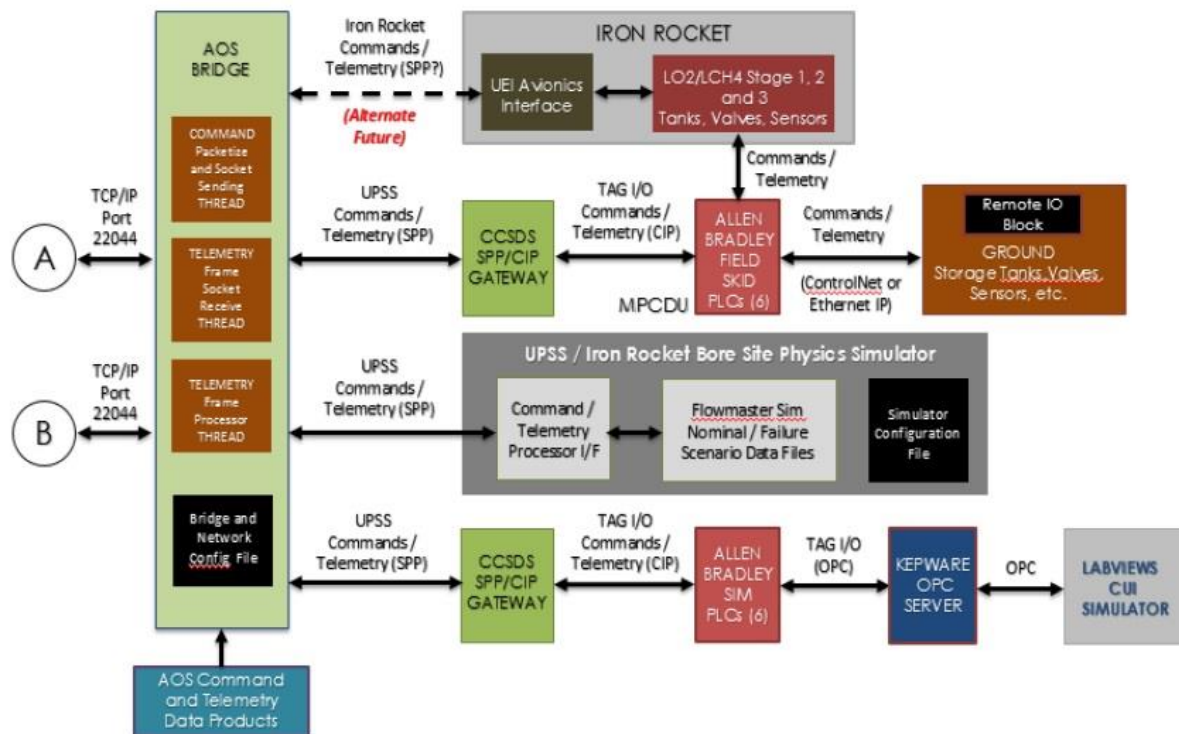 AOS
BRIDGE
COMMAND
Packetize
and Socket
Sending
THREAD
TELEMETRY
Frame
Socket
Receive
THREAD
TELEMETRY
Frame
Processor
THREAD
Bridge and
Network
Config File
AOS Command
and Telemetry
Data Products
TCP/IP
Port
22044
A
TCP/IP
Port
22044
B
Iron Rocket
Commands /
Telemetry (SPP?)
(Alternate
Future)
IRON ROCKET
UEI Avionics
Interface
LO2/LCH4 Stage 1, 2
and 3
Tanks, Valves, Sensors
Commands /
Telemetry
UPSS
Commands /
Telemetry (SPP)
CCSDS
SPP/CIP
GATEWAY
TAG I/O
Commands /
Telemetry (CIP)
ALLEN
BRADLEY
FIELD
SKID
PLCs (6)
MPCDU
Commands /
Telemetry
(ControlNet or
Ethernet IP)
Remote IO
Block
GROUND
Storage Tanks, Valves,
Sensors, etc.
UPSS / Iron Rocket Bore Site Physics Simulator
UPSS
Commands /
Telemetry (SPP)
Command /
Telemetry
Processor I/F
Flowmaster Sim
Nominal / Failure
Scenario Data Files
Simulator
Configuration
File
UPSS
Commands /
Telemetry (SPP)
CCSDS
SPP/CIP
GATEWAY
TAG I/O
Commands /
Telemetry (CIP)
ALLEN
BRADLEY
SIM
PLCs (6)
TAG I/O
(OPC)
KEPWARE
OPC
SERVER
OPC
LABVIEWS
CUI
SIMULATOR